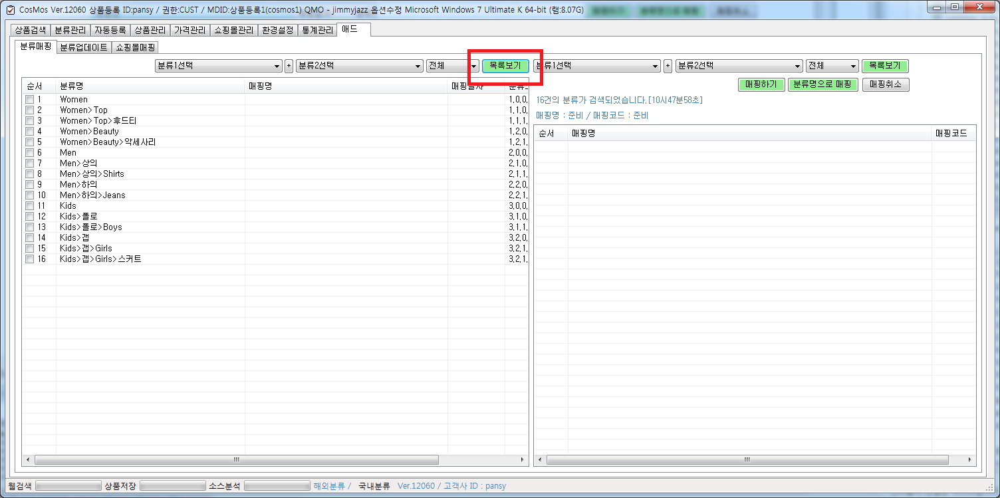 CosMos Ver.12060 상품등록 ID:pansy / 권한:CUST / MDID:상품등록1(cosmos1) QMO - jimmyjazz 옵션수정 Microsoft Windows 7 Ultimate K 64-bit (램:8.07G)
상품검색 분류관리 자동등록 상품관리 가격관리 쇼핑몰관리 환경설정 통계관리 애드
분류매핑 분류업데이트 쇼핑몰매핑
분류1선택 + 분류2선택 전체 목록보기 분류1선택 + 분류2선택 전체 목록보기
매핑하기 분류명으로 매핑 매핑취소
16건의 분류가 검색되었습니다.[10시47분58초]
매핑명 : 준비 / 매핑코드 : 준비
순서 분류명 매핑명
1 Women 1,0,0,
2 Women>Top 1,1,0,
3 Women>Top>후드티 1,1,1,
4 Women>Beauty 1,2,0,
5 Women>Beauty>악세사리 1,2,1,
6 Men 2,0,0,
7 Men>상의 2,1,0,
8 Men>상의>Shirts 2,1,1,
9 Men>하의 2,2,0,
10 Men>하의>Jeans 2,2,1,
11 Kids 3,0,0,
12 Kids>폴로 3,1,0,
13 Kids>폴로>Boys 3,1,1,
14 Kids>갭 3,2,0,
15 Kids>갭>Girls 3,2,1,
16 Kids>갭>Girls>스커트 3,2,1,
순서 매핑명 매핑코드
웹검색 상품저장 소스분석 해외분류 / 국내분류 Ver.12060 / 고객사 ID : pansy